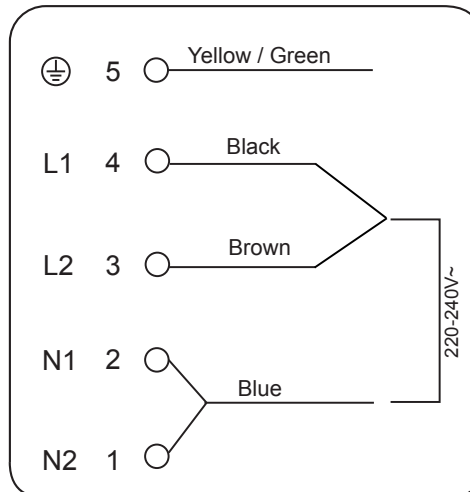 Yellow / Green
5
Black
L1 4
Brown
L2 3
220-240V~
N1 2
Blue
N2 1